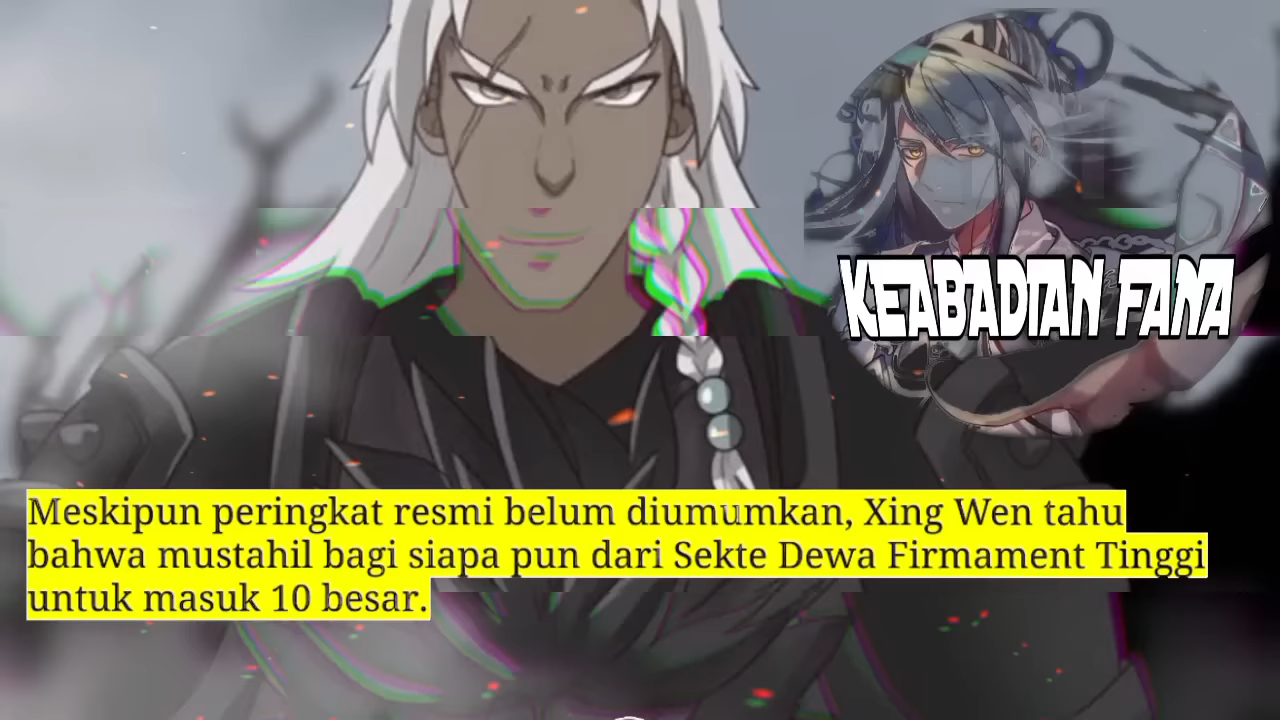 KEABADIAN FANA
Meskipun peringkat resmi belum diumumkan, Xing Wen tahu
bahwa mustahil bagi siapa pun dari Sekte Dewa Firmament Tinggi
untuk masuk 10 besar.